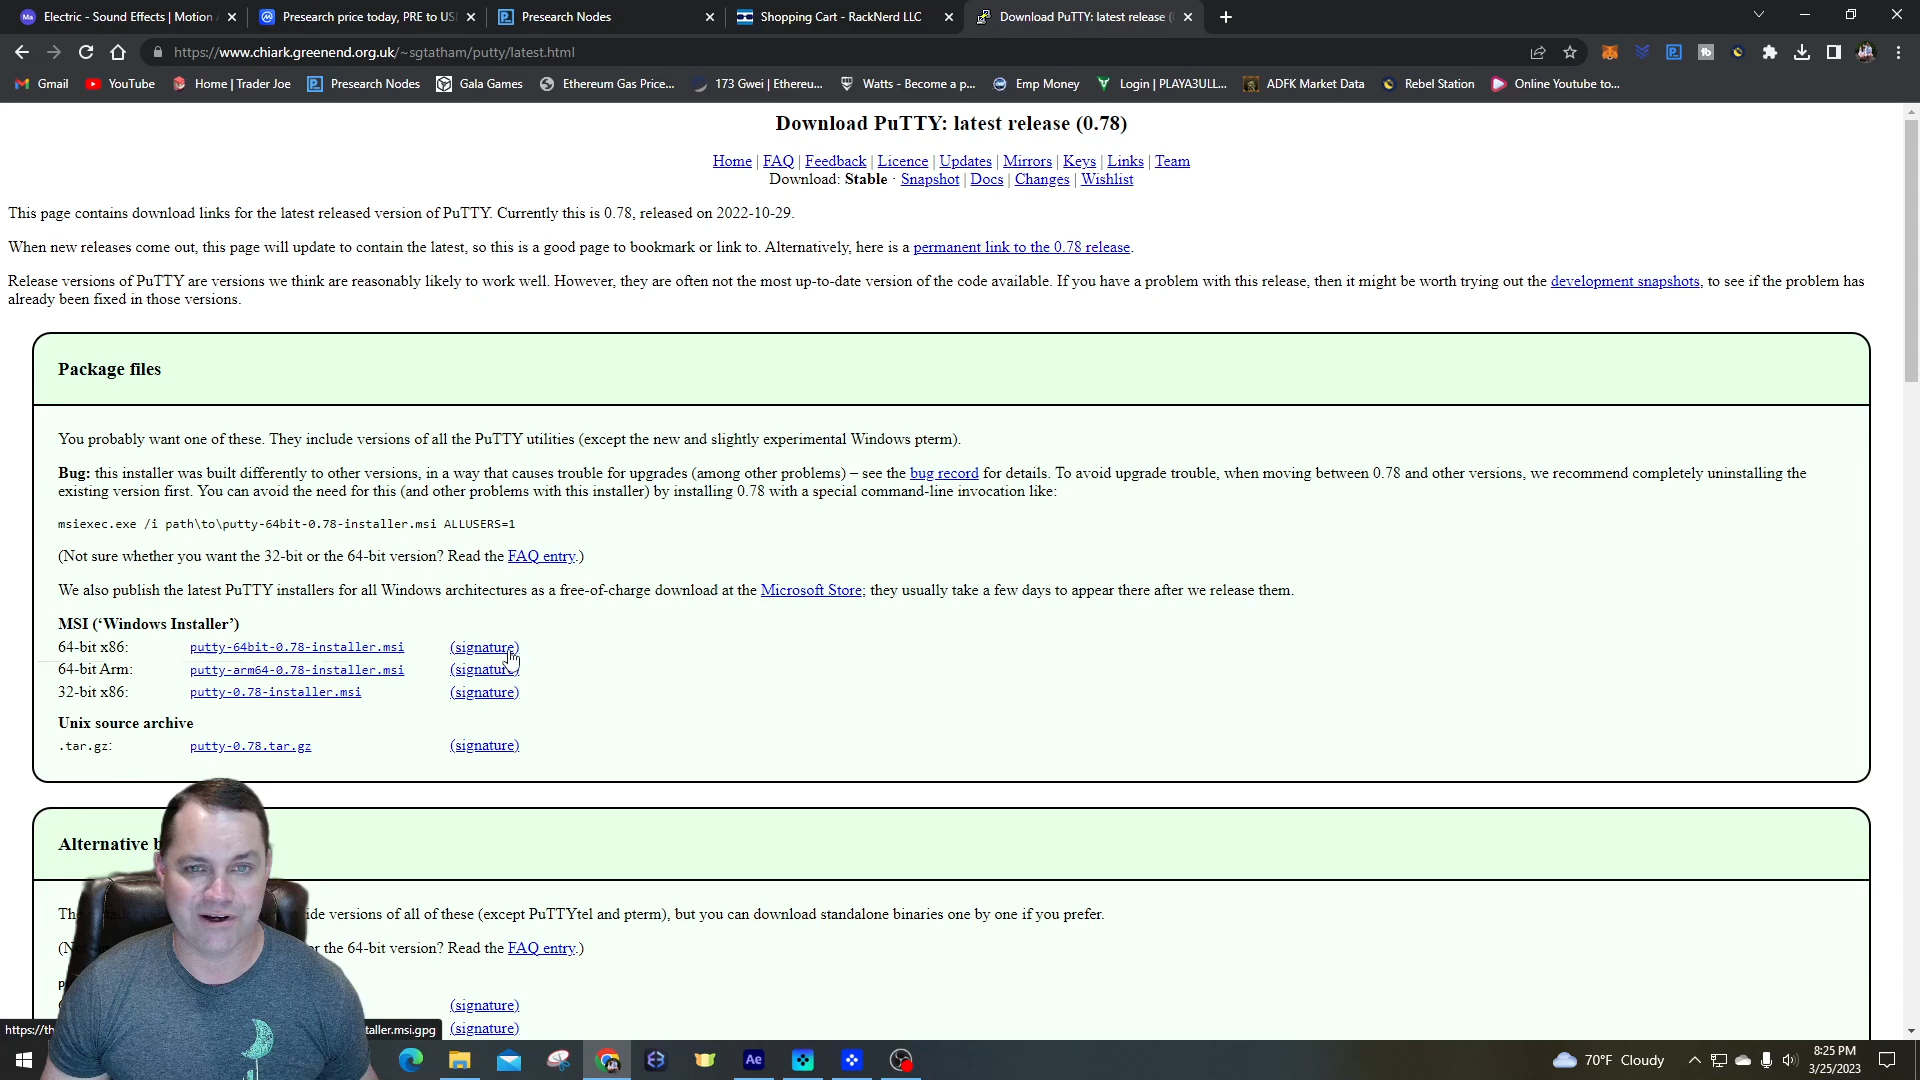 Electric - Sound Effects | Motion
Presearch price today, PRE to US
Presearch Nodes
Shopping Cart - RackNerd LLC
Download PuTTY: latest release (
https://www.chiark.greenend.org.uk/~sgtatham/putty/latest.html
Gmail
YouTube
Home | Trader Joe
Presearch Nodes
Gala Games
Ethereum Gas Price...
173 Gwei | Ethereu...
Watts - Become a p...
Emp Money
Login | PLAYA3ULL...
ADFK Market Data
Rebel Station
Online Youtube to...
Download PuTTY: latest release (0.78)
Home | FAQ | Feedback | Licence | Updates | Mirrors | Keys | Links | Team
Download: Stable · Snapshot | Docs | Changes | Wishlist
This page contains download links for the latest released version of PuTTY. Currently this is 0.78, released on 2022-10-29.
When new releases come out, this page will update to contain the latest, so this is a good page to bookmark or link to. Alternatively, here is a permanent link to the 0.78 release.
Release versions of PuTTY are versions we think are reasonably likely to work well. However, they are often not the most up-to-date version of the code available. If you have a problem with this release, then it might be worth trying out the development snapshots, to see if the problem has
already been fixed in those versions.
Package files
You probably want one of these. They include versions of all the PuTTY utilities (except the new and slightly experimental Windows pterm).
Bug: this installer was built differently to other versions, in a way that causes trouble for upgrades (among other problems) – see the bug record for details. To avoid upgrade trouble, when moving between 0.78 and other versions, we recommend completely uninstalling the
existing version first. You can avoid the need for this (and other problems with this installer) by installing 0.78 with a special command-line invocation like:
msiexec.exe /i path\to\putty-64bit-0.78-installer.msi ALLUSERS=1
(Not sure whether you want the 32-bit or the 64-bit version? Read the FAQ entry.)
We also publish the latest PuTTY installers for all Windows architectures as a free-of-charge download at the Microsoft Store; they usually take a few days to appear there after we release them.
MSI (‘Windows Installer’)
64-bit x86: putty-64bit-0.78-installer.msi (signature)
64-bit Arm: putty-arm64-0.78-installer.msi (signature)
32-bit x86: putty-0.78-installer.msi (signature)
Unix source archive
.tar.gz: putty-0.78.tar.gz (signature)
Alternative b
ide versions of all of these (except PuTTYtel and pterm), but you can download standalone binaries one by one if you prefer.
r the 64-bit version? Read the FAQ entry.)
(signature)
(signature)
https://th
taller.msi.gpg
Ae
70°F Cloudy
8:25 PM
3/25/2023